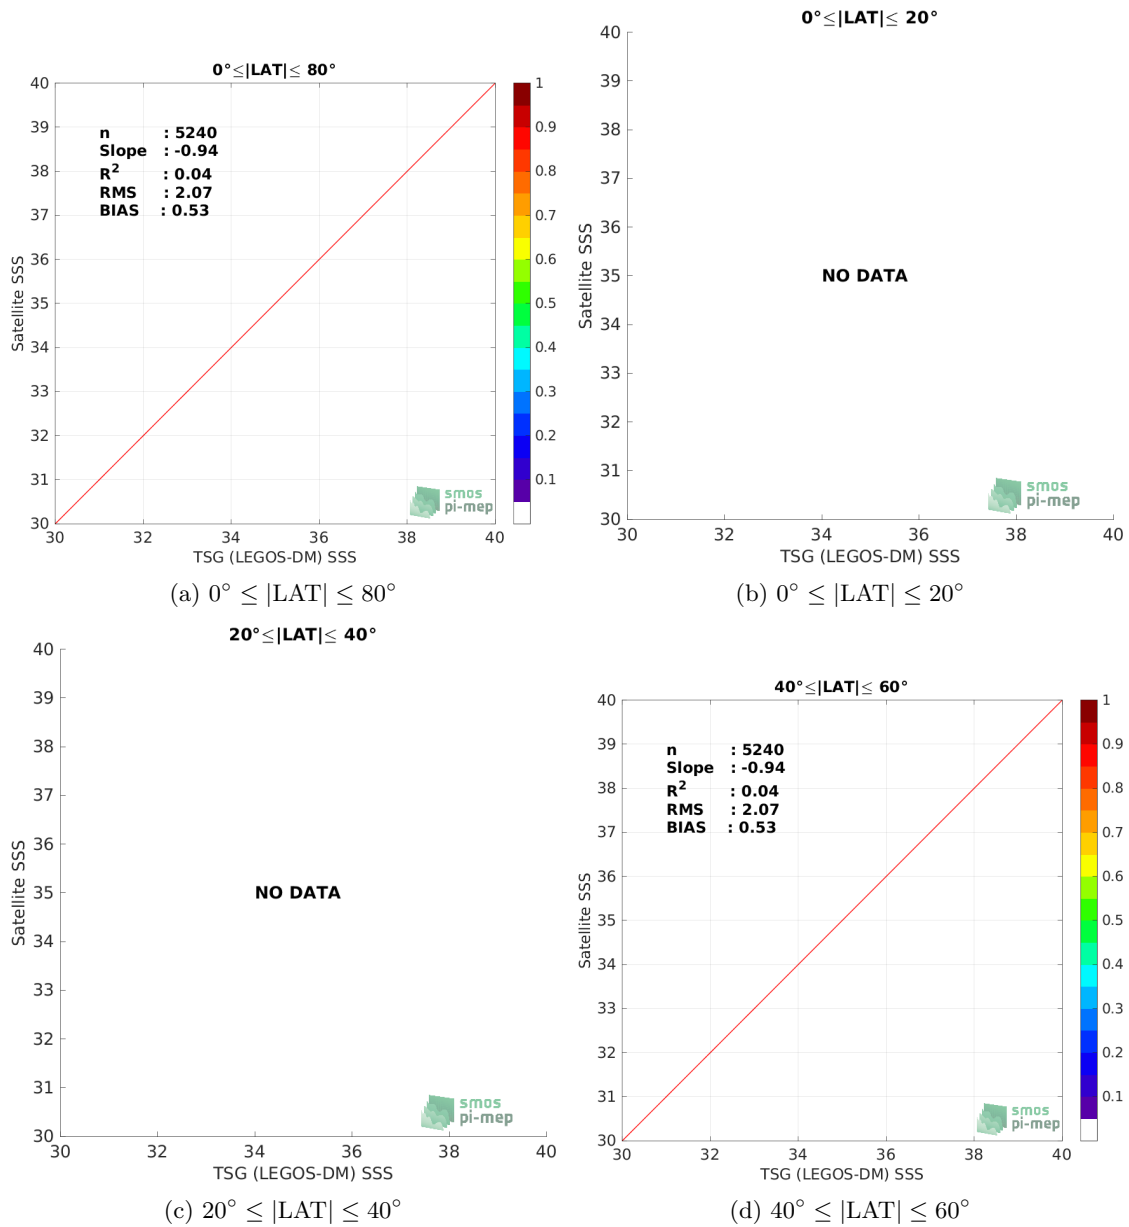 0°≤|LAT|≤ 80°
n : 5240
Slope : -0.94
R² : 0.04
RMS : 2.07
BIAS : 0.53
40
39
38
37
36
35
34
33
32
31
30
Satellite SSS
30 32 34 36 38 40
TSG (LEGOS-DM) SSS
1
0.9
0.8
0.7
0.6
0.5
0.4
0.3
0.2
0.1
smos
pi-mep
(a) 0° ≤ |LAT| ≤ 80°
0°≤|LAT|≤ 20°
40
39
38
37
36
35
34
33
32
31
30
Satellite SSS
NO DATA
smos
pi-mep
30 32 34 36 38 40
TSG (LEGOS-DM) SSS
(b) 0° ≤ |LAT| ≤ 20°
20°≤|LAT|≤ 40°
40
39
38
37
36
35
34
33
32
31
30
Satellite SSS
NO DATA
smos
pi-mep
30 32 34 36 38 40
TSG (LEGOS-DM) SSS
(c) 20° ≤ |LAT| ≤ 40°
40°≤|LAT|≤ 60°
n : 5240
Slope : -0.94
R² : 0.04
RMS : 2.07
BIAS : 0.53
40
39
38
37
36
35
34
33
32
31
30
Satellite SSS
30 32 34 36 38 40
TSG (LEGOS-DM) SSS
1
0.9
0.8
0.7
0.6
0.5
0.4
0.3
0.2
0.1
smos
pi-mep
(d) 40° ≤ |LAT| ≤ 60°